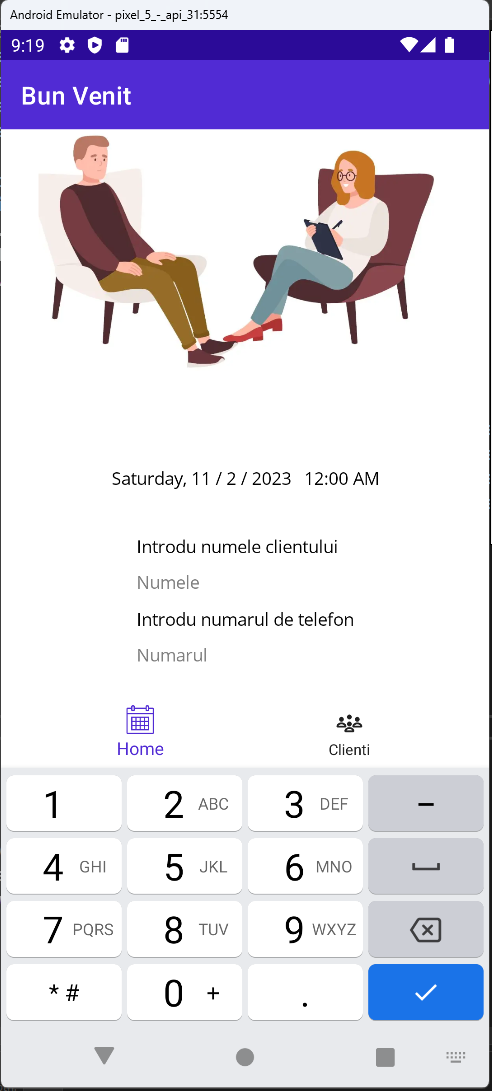 Android Emulator - pixel_5_-_api_31:5554
9:19
Bun Venit
Saturday, 11 / 2 / 2023 12:00 AM
Introdu numele clientului
Numele
Introdu numarul de telefon
Numarul
Home Clienti
1 2 ABC 3 DEF -
4 GHI 5 JKL 6 MNO
7 PQRS 8 TUV 9 WXYZ
* # 0 + .